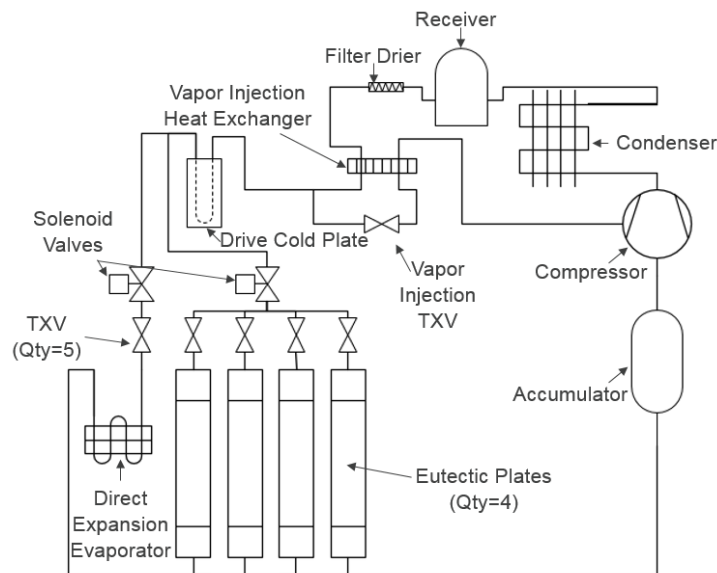 Receiver
Filter Drier
Vapor Injection
Heat Exchanger
Condenser
Solenoid
Valves
Drive Cold Plate
Vapor
Injection
TXV
Compressor
TXV
(Qty=5)
Accumulator
Direct
Expansion
Evaporator
Eutectic Plates
(Qty=4)